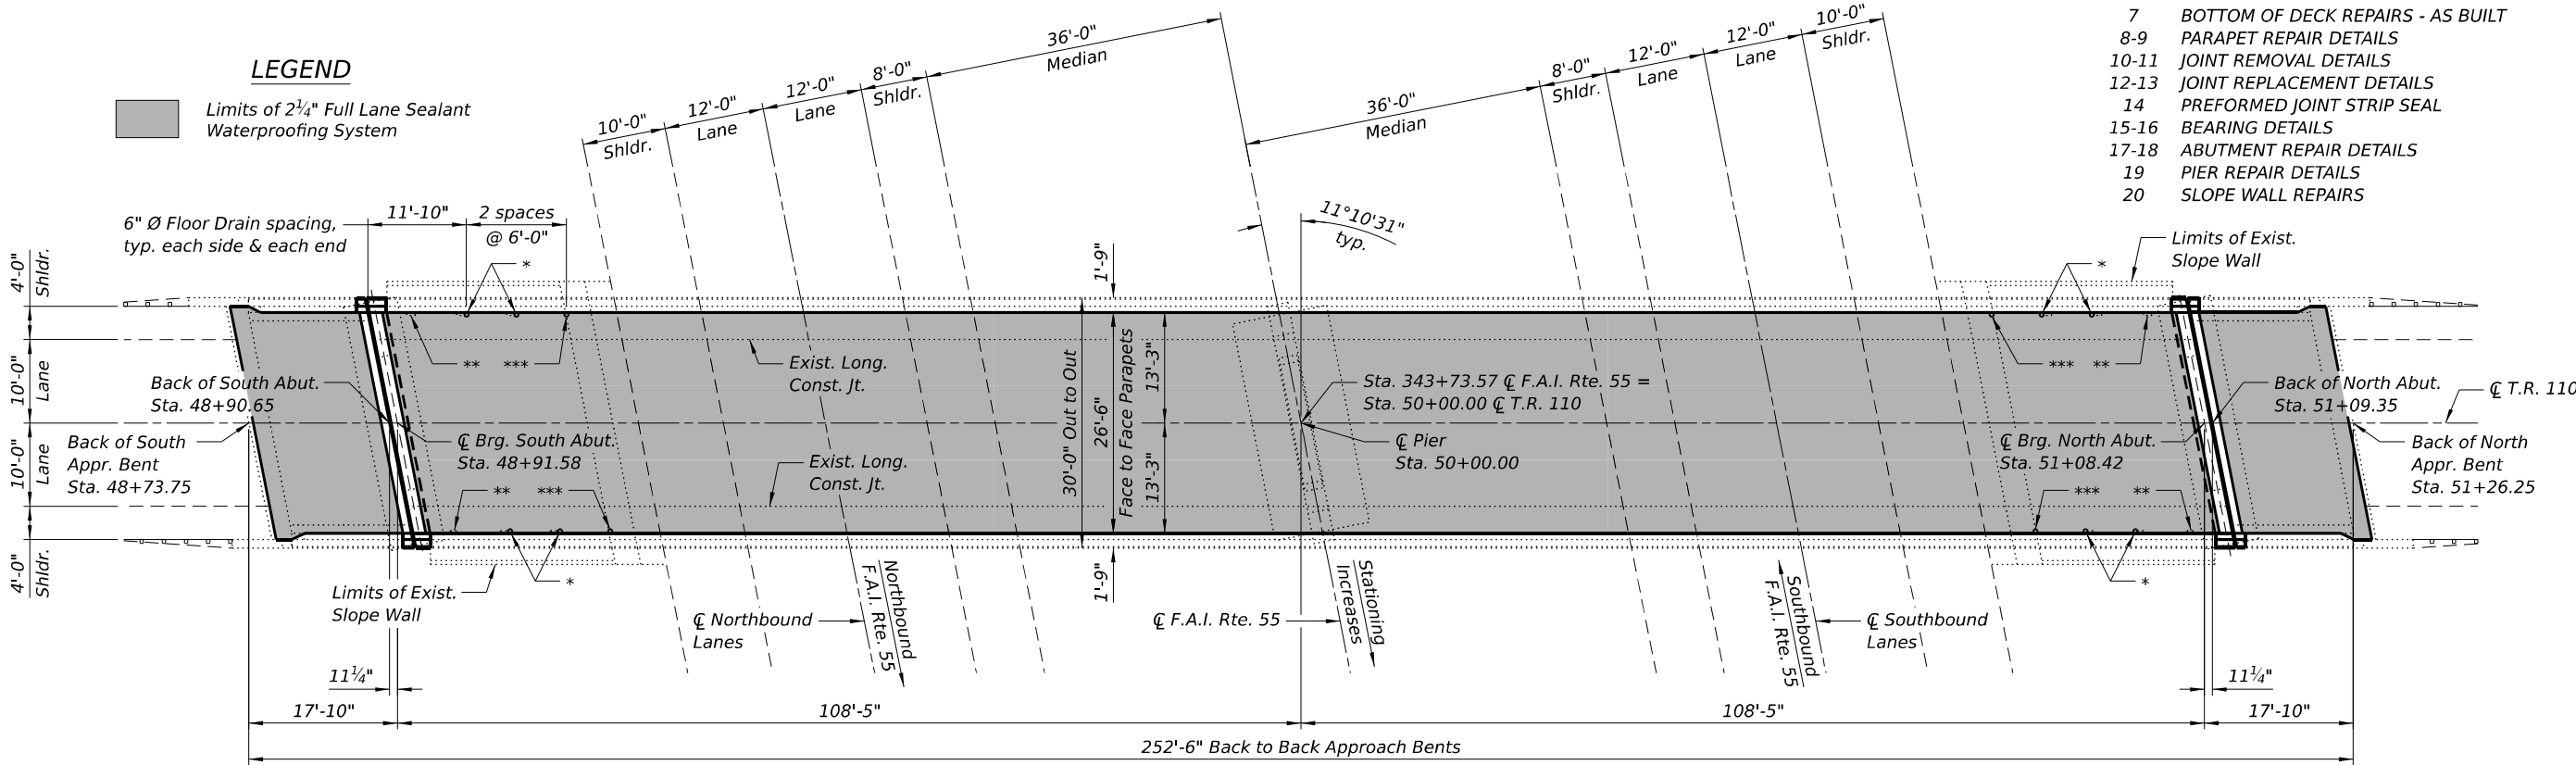 LEGEND
Limits of 2¼" Full Lane Sealant
Waterproofing System
7 BOTTOM OF DECK REPAIRS - AS BUILT
8-9 PARAPET REPAIR DETAILS
10-11 JOINT REMOVAL DETAILS
12-13 JOINT REPLACEMENT DETAILS
14 PREFORMED JOINT STRIP SEAL
15-16 BEARING DETAILS
17-18 ABUTMENT REPAIR DETAILS
19 PIER REPAIR DETAILS
20 SLOPE WALL REPAIRS
10'-0"
Shldr.
12'-0"
Lane
12'-0"
Lane
8'-0"
Shldr.
36'-0"
Median
36'-0"
Median
8'-0"
Shldr.
12'-0"
Lane
12'-0"
Lane
10'-0"
Shldr.
11°10'31"
typ.
6" Ø Floor Drain spacing,
typ. each side & each end
11'-10"
2 spaces
@ 6'-0"
*
*
Limits of Exist.
Slope Wall
4'-0"
Shldr.
10'-0"
Lane
10'-0"
Lane
4'-0"
Shldr.
** ***
*** **
Back of South Abut.
Sta. 48+90.65
Back of South
Appr. Bent
Sta. 48+73.75
℄ Brg. South Abut.
Sta. 48+91.58
Exist. Long.
Const. Jt.
Exist. Long.
Const. Jt.
** ***
1'-9"
30'-0" Out to Out
26'-6"
Face to Face Parapets
13'-3"
13'-3"
1'-9"
Sta. 343+73.57 ℄ F.A.I. Rte. 55 =
Sta. 50+00.00 ℄ T.R. 110
℄ Pier
Sta. 50+00.00
Back of North Abut.
Sta. 51+09.35
℄ T.R. 110
℄ Brg. North Abut.
Sta. 51+08.42
Back of North
Appr. Bent
Sta. 51+26.25
*** **
*
*
Limits of Exist.
Slope Wall
℄ Northbound
Lanes
Northbound
F.A.I. Rte. 55
℄ F.A.I. Rte. 55
Stationing
Increases
Southbound
F.A.I. Rte. 55
℄ Southbound
Lanes
11¼"
11¼"
17'-10"
108'-5"
108'-5"
17'-10"
252'-6" Back to Back Approach Bents